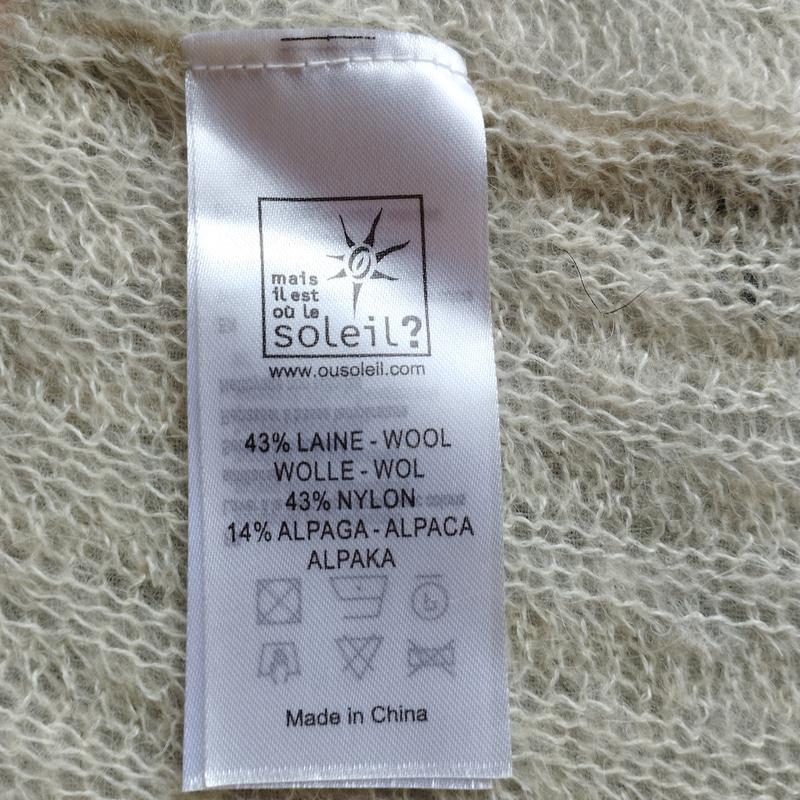 mais
il est
où le
soleil?
www.ousoleil.com
43% LAINE - WOOL
WOLLE - WOL
43% NYLON
14% ALPAGA - ALPACA
ALPAKA
Made in China